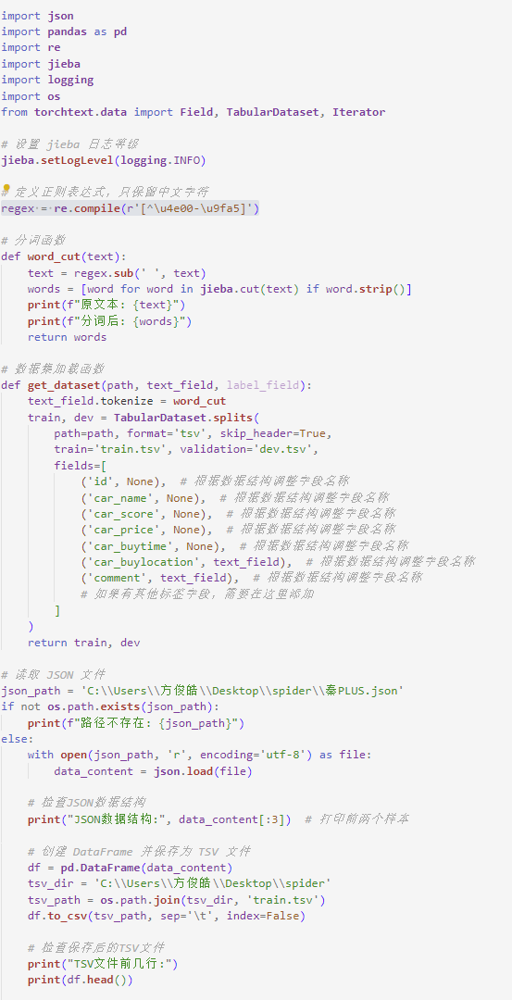 import json
import pandas as pd
import re
import jieba
import logging
import os
from torchtext.data import Field, TabularDataset, Iterator
# 设置 jieba 日志等级
jieba.setLogLevel(logging.INFO)
# 定义正则表达式，只保留中文字符
regex = re.compile(r'[^\u4e00-\u9fa5]')
# 分词函数
def word_cut(text):
    text = regex.sub(' ', text)
    words = [word for word in jieba.cut(text) if word.strip()]
    print(f"原文本: {text}")
    print(f"分词后: {words}")
    return words
# 数据集加载函数
def get_dataset(path, text_field, label_field):
    text_field.tokenize = word_cut
    train, dev = TabularDataset.splits(
        path=path, format='tsv', skip_header=True,
        train='train.tsv', validation='dev.tsv',
        fields=[
            ('id', None),  # 根据数据结构调整字段名称
            ('car_name', None),  # 根据数据结构调整字段名称
            ('car_score', None),  # 根据数据结构调整字段名称
            ('car_price', None),  # 根据数据结构调整字段名称
            ('car_buytime', None),  # 根据数据结构调整字段名称
            ('car_buylocation', text_field),  # 根据数据结构调整字段名称
            ('comment', text_field),  # 根据数据结构调整字段名称
            # 如果有其他标签字段，需要在这里添加
        ]
    )
    return train, dev
# 读取 JSON 文件
json_path = 'C:\\Users\\方俊皓\\Desktop\\spider\\秦PLUS.json'
if not os.path.exists(json_path):
    print(f"路径不存在: {json_path}")
else:
    with open(json_path, 'r', encoding='utf-8') as file:
        data_content = json.load(file)
    # 检查JSON数据结构
    print("JSON数据结构:", data_content[:3])  # 打印前两个样本
    # 创建 DataFrame 并保存为 TSV 文件
    df = pd.DataFrame(data_content)
    tsv_dir = 'C:\\Users\\方俊皓\\Desktop\\spider'
    tsv_path = os.path.join(tsv_dir, 'train.tsv')
    df.to_csv(tsv_path, sep='\t', index=False)
    # 检查保存后的TSV文件
    print("TSV文件前几行:")
    print(df.head())